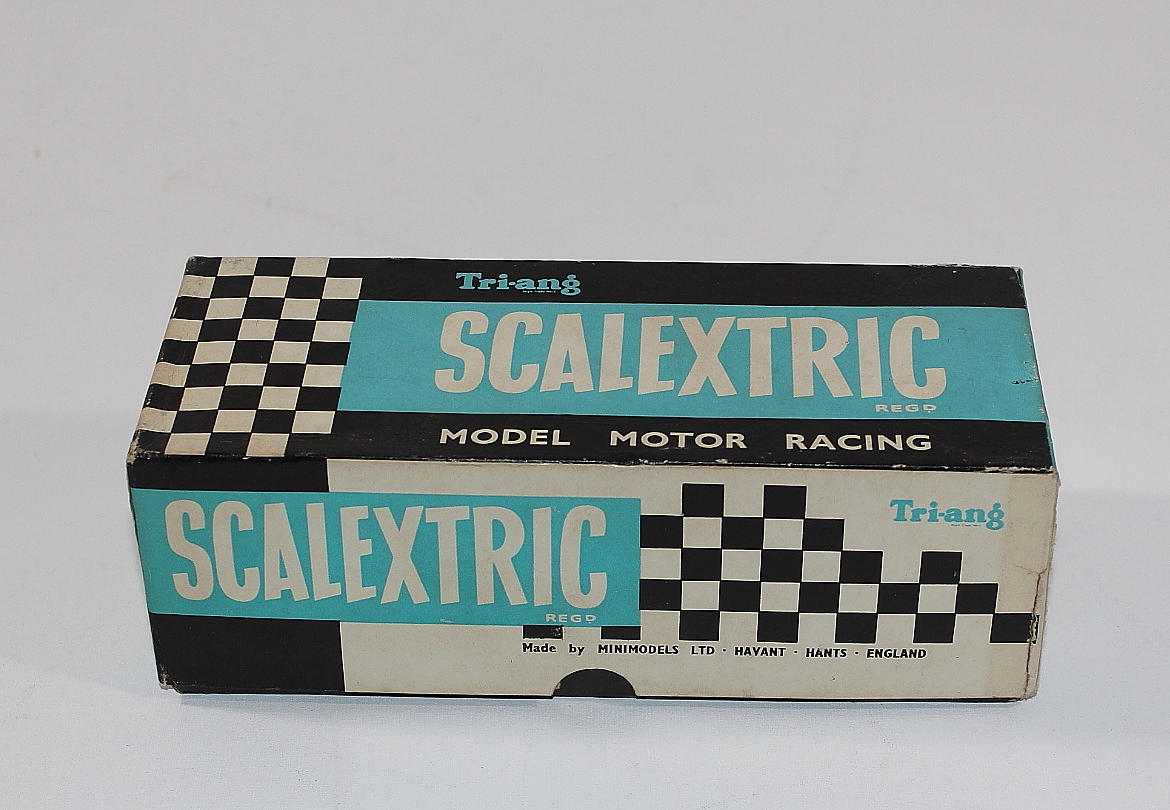 Tri-ang
SCALEXTRIC
REGD
MODEL MOTOR RACING
SCALEXTRIC
REGD
Tri-ang
Made by MINIMODELS LTD · HAVANT · HANTS · ENGLAND